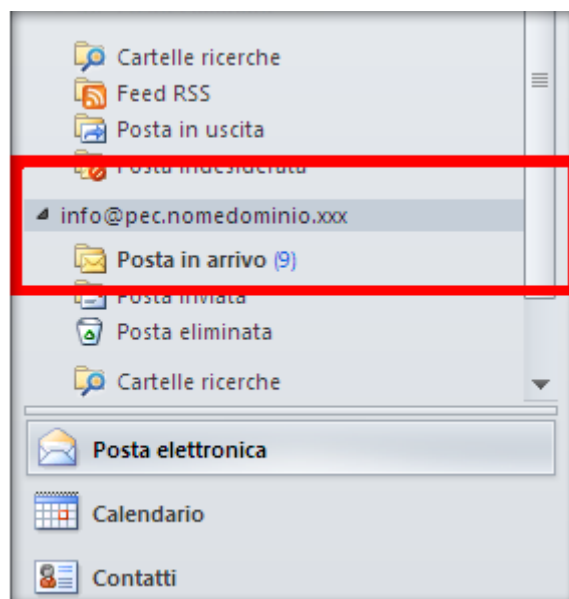 Cartelle ricerche
Feed RSS
Posta in uscita
Posta indesiderata
info@pec.nomedominio.xxx
Posta in arrivo (9)
Posta inviata
Posta eliminata
Cartelle ricerche
Posta elettronica
Calendario
Contatti